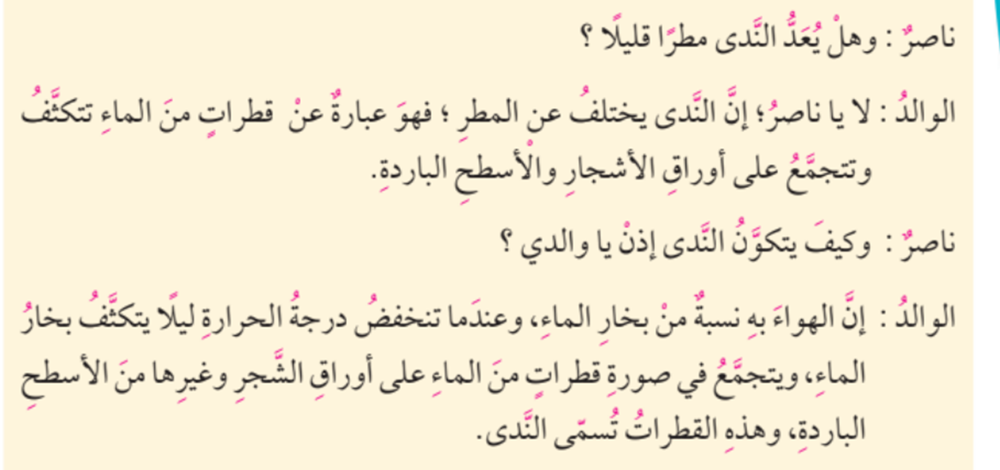 ناصرٌ : وهلْ يُعَدُّ النَّدى مطرًا قليلًا ؟
الوالدُ : لا يا ناصرُ؛ إنَّ النَّدى يختلفُ عن المطرِ ؛ فهوَ عبارةٌ عنْ قطراتٍ منَ الماءِ تتكثَّفُ
وتتجمَّعُ على أوراقِ الأشجارِ والْأسطحِ الباردةِ.
ناصرٌ : وكيفَ يتكوَّنُ النَّدى إذنْ يا والدي ؟
الوالدُ : إنَّ الهواءَ بهِ نسبةٌ منْ بخارِ الماءِ، وعندَما تنخفضُ درجةُ الحرارةِ ليلًا يتكثَّفُ بخارُ
الماءِ، ويتجمَّعُ في صورةِ قطراتٍ منَ الماءِ على أوراقِ الشَّجرِ وغيرِها منَ الأسطحِ
الباردةِ، وهذهِ القطراتُ تُسمّى النَّدى.